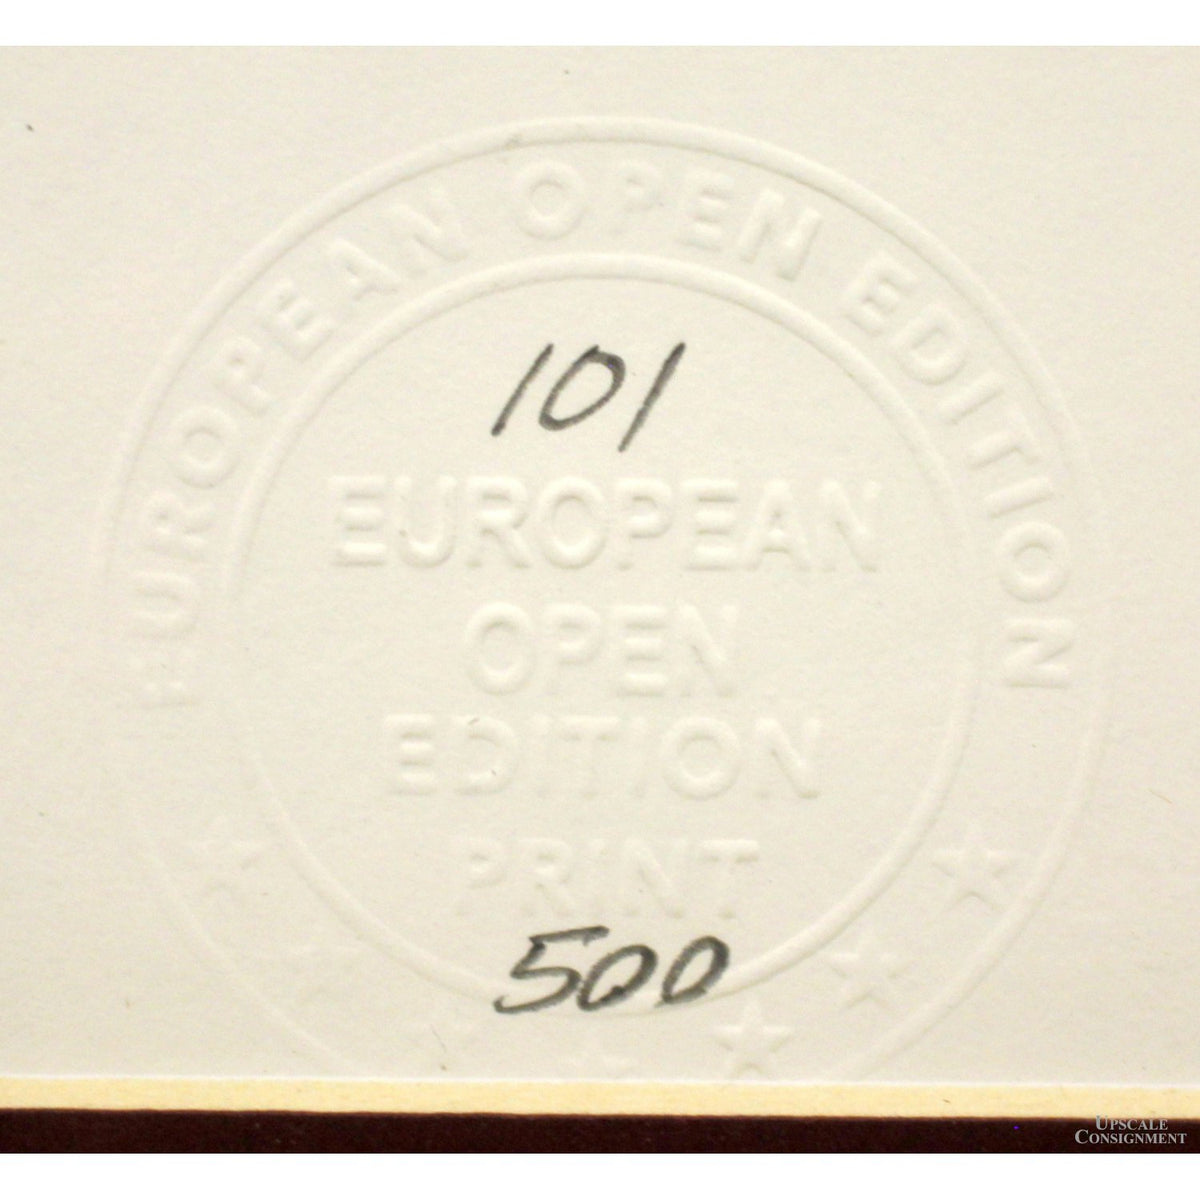 EUROPEAN OPEN EDITION
101
EUROPEAN
OPEN
EDITION
PRINT
500
UPSCALE
CONSIGNMENT